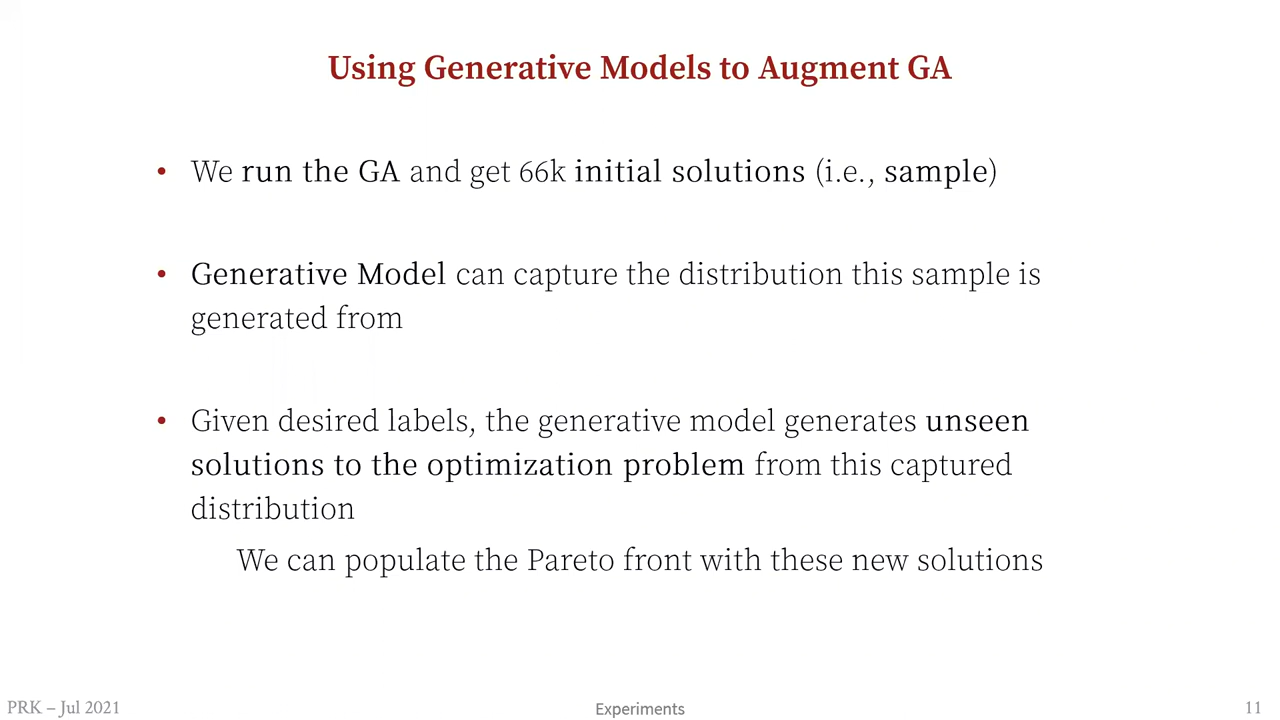 Using Generative Models to Augment GA
• We run the GA and get 66k initial solutions (i.e., sample)
• Generative Model can capture the distribution this sample is
generated from
• Given desired labels, the generative model generates unseen
solutions to the optimization problem from this captured
distribution
We can populate the Pareto front with these new solutions
PRK – Jul 2021
Experiments
11